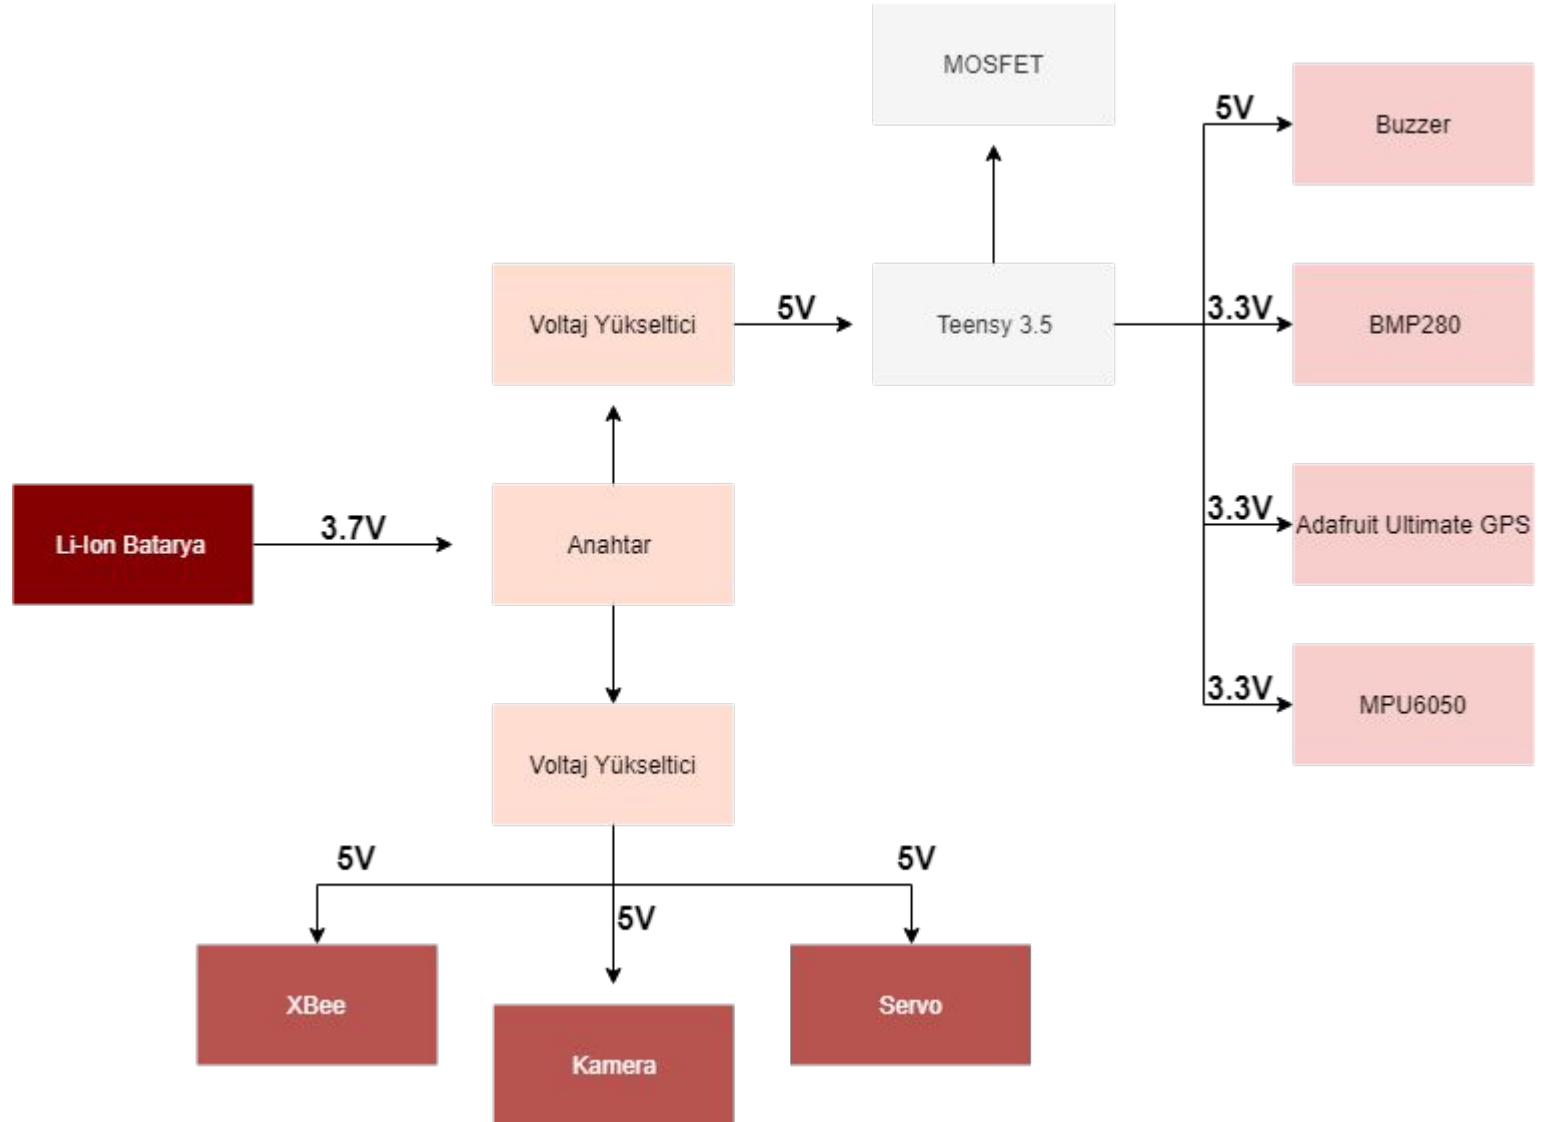 MOSFET
5V
Buzzer
Voltaj Yükseltici
5V
Teensy 3.5
3.3V
BMP280
Li-Ion Batarya
3.7V
Anahtar
3.3V
Adafruit Ultimate GPS
3.3V
MPU6050
Voltaj Yükseltici
5V
5V
5V
XBee
Kamera
Servo